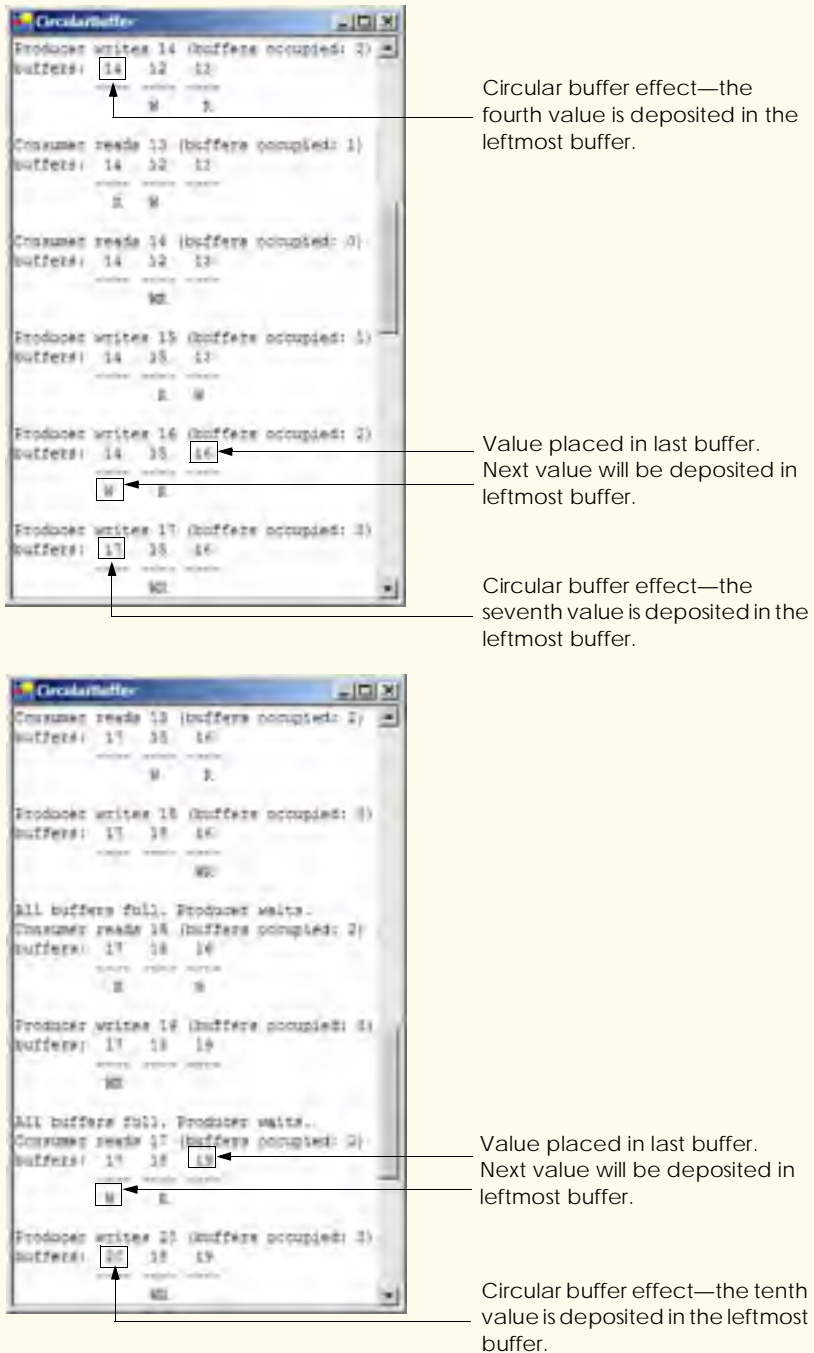 CircularBuffer
Producer writes 14 (buffers occupied: 2)
buffers: 14 12 13
---- ---- ----
W R
Circular buffer effect—the
fourth value is deposited in the
leftmost buffer.
Consumer reads 13 (buffers occupied: 1)
buffers: 14 12 13
---- ---- ----
R W
Consumer reads 14 (buffers occupied: 0)
buffers: 14 12 13
---- ---- ----
WR
Producer writes 15 (buffers occupied: 1)
buffers: 14 15 13
---- ---- ----
R W
Producer writes 16 (buffers occupied: 2)
buffers: 14 15 16
---- ---- ----
W R
Value placed in last buffer.
Next value will be deposited in
leftmost buffer.
Producer writes 17 (buffers occupied: 3)
buffers: 17 15 16
---- ---- ----
WR
Circular buffer effect—the
seventh value is deposited in the
leftmost buffer.
CircularBuffer
Consumer reads 15 (buffers occupied: 2)
buffers: 17 15 16
---- ---- ----
W R
Producer writes 18 (buffers occupied: 3)
buffers: 17 18 16
---- ---- ----
WR
All buffers full. Producer waits.
Consumer reads 16 (buffers occupied: 2)
buffers: 17 18 16
---- ---- ----
R W
Producer writes 19 (buffers occupied: 3)
buffers: 17 18 19
---- ---- ----
WR
All buffers full. Producer waits.
Consumer reads 17 (buffers occupied: 2)
buffers: 17 18 19
---- ---- ----
W R
Value placed in last buffer.
Next value will be deposited in
leftmost buffer.
Producer writes 20 (buffers occupied: 3)
buffers: 20 18 19
---- ---- ----
WR
Circular buffer effect—the tenth
value is deposited in the leftmost
buffer.